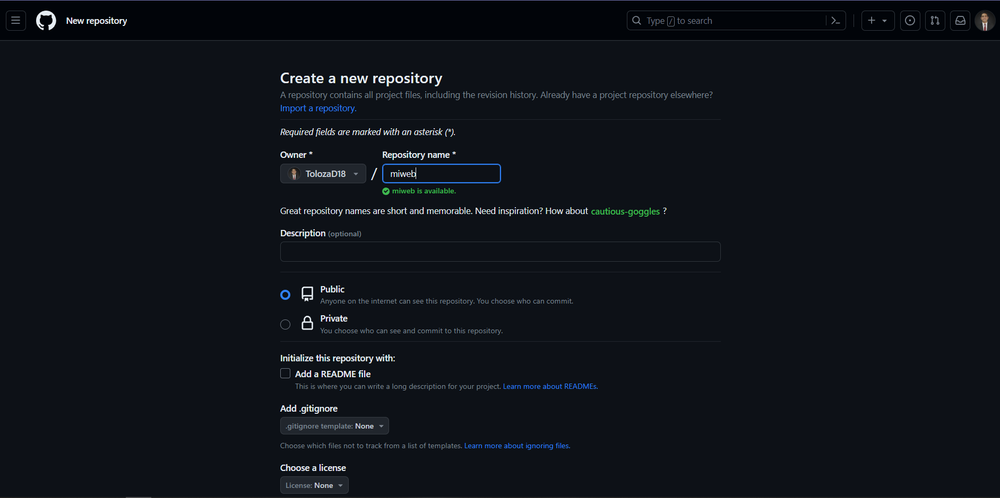 New repository
Type / to search
Create a new repository
A repository contains all project files, including the revision history. Already have a project repository elsewhere?
Import a repository.
Required fields are marked with an asterisk (*).
Owner * Repository name *
TolozaD18 / miweb
miweb is available.
Great repository names are short and memorable. Need inspiration? How about cautious-goggles ?
Description (optional)
Public
Anyone on the internet can see this repository. You choose who can commit.
Private
You choose who can see and commit to this repository.
Initialize this repository with:
Add a README file
This is where you can write a long description for your project. Learn more about READMEs.
Add .gitignore
.gitignore template: None
Choose which files not to track from a list of templates. Learn more about ignoring files.
Choose a license
License: None